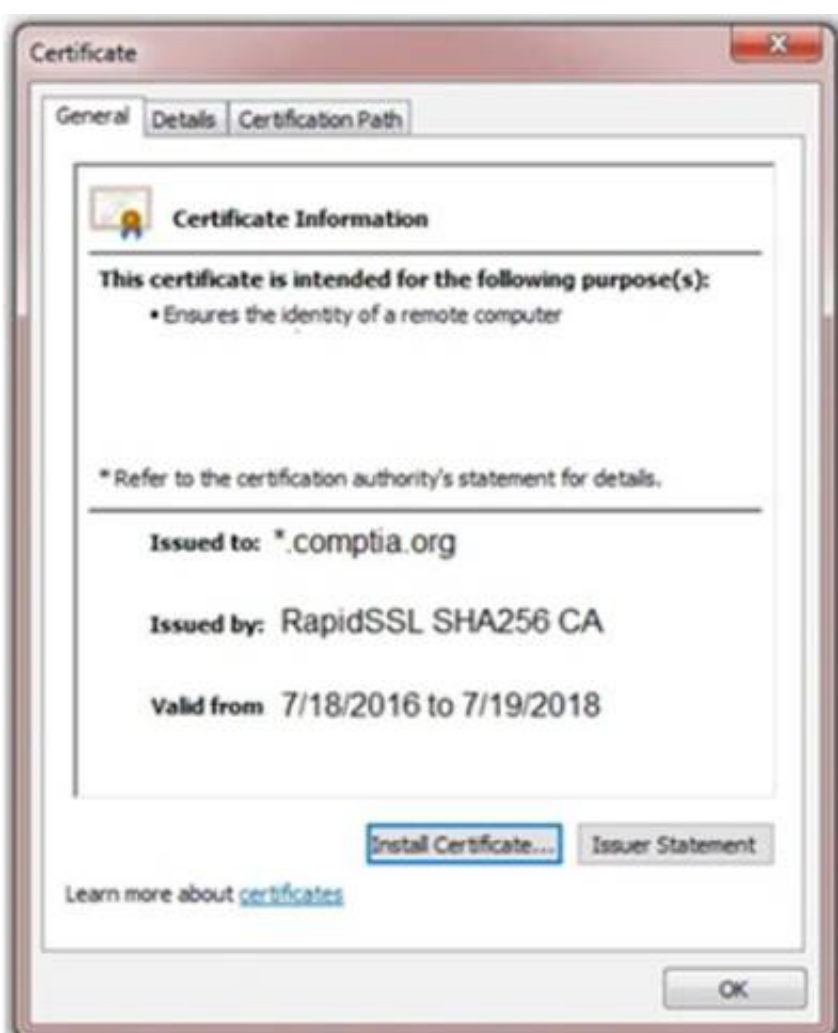 Certificate
General Details Certification Path
Certificate Information
This certificate is intended for the following purpose(s):
• Ensures the identity of a remote computer
* Refer to the certification authority's statement for details.
Issued to: *.comptia.org
Issued by: RapidSSL SHA256 CA
Valid from 7/18/2016 to 7/19/2018
Install Certificate... Issuer Statement
Learn more about certificates
OK